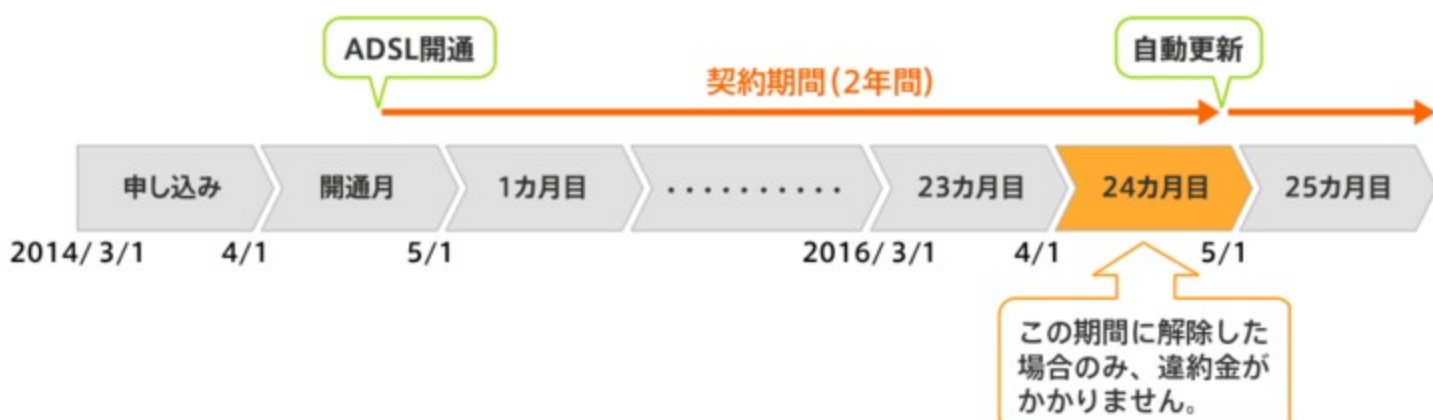 ADSL開通
自動更新
契約期間(2年間)
申し込み
開通月
1カ月目
・・・・・・・・・・
23カ月目
24カ月目
25カ月目
2014/ 3/1
4/1
5/1
2016/ 3/1
4/1
5/1
この期間に解除した
場合のみ、違約金が
かかりません。